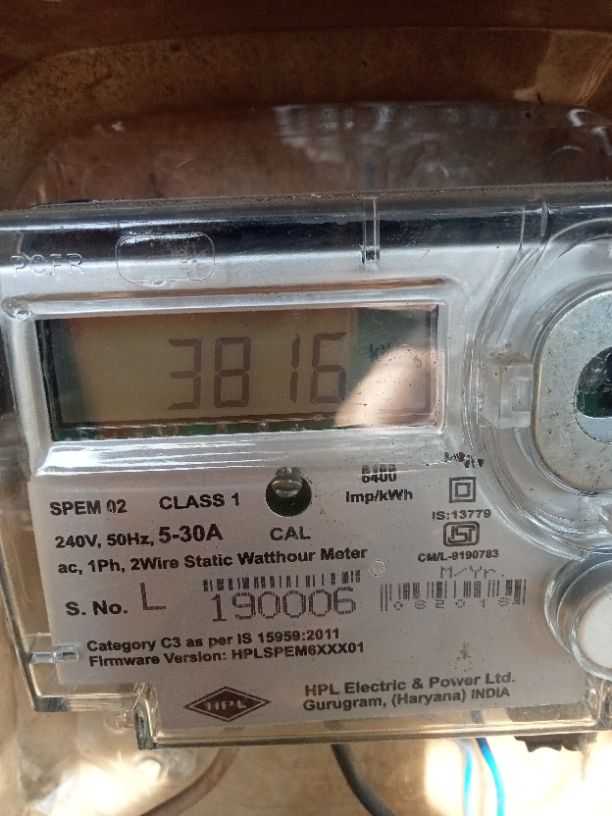 3816
SPEM 02 CLASS 1
6400
Imp/kWh
240V, 50Hz, 5-30A CAL
IS:13779
ac, 1Ph, 2Wire Static Watthour Meter
CM/L-9190783
M/Yr
S. No. L 190006 082018
Category C3 as per IS 15959:2011
Firmware Version: HPLSPEM6XXX01
HPL
HPL Electric & Power Ltd.
Gurugram, (Haryana) INDIA